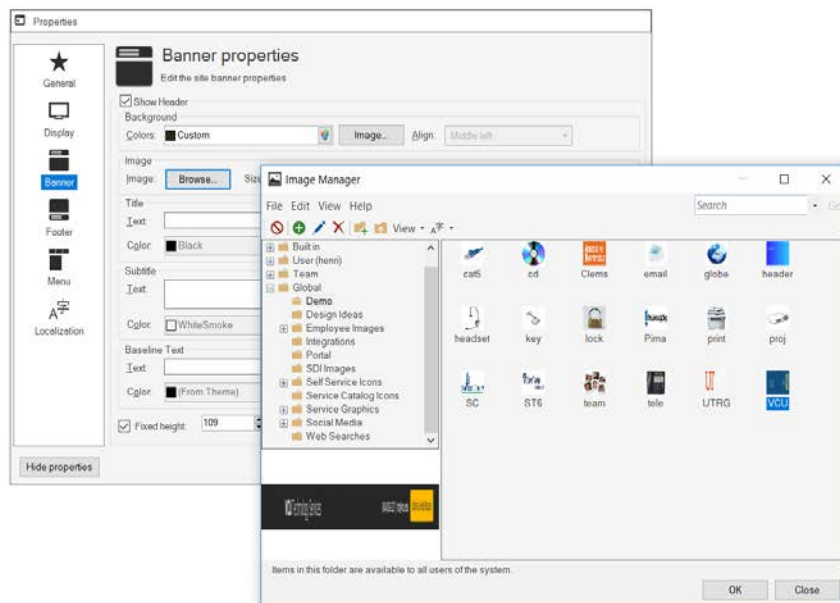 Properties
General
Display
Banner
Footer
Menu
Localization
Hide properties
Banner properties
Edit the site banner properties
Show Header
Background
Colors: Custom Image... Align: Middle left
Image
Image: Browse... Size
Title
Text
Color: Black
Subtitle
Text
Color: WhiteSmoke
Baseline Text
Text
Color: (From Theme)
Fixed height: 109
Image Manager
File Edit View Help
Search
Go
View
Built in
User (henri)
Team
Global
Demo
Design Ideas
Employee Images
Integrations
Portal
SDI Images
Self Service Icons
Service Catalog Icons
Service Graphics
Social Media
Web Searches
cat5 cd Clems email globe header
headset key lock Pima print proj
SC ST6 team tele UTRG VCU
Items in this folder are available to all users of the system.
OK Close